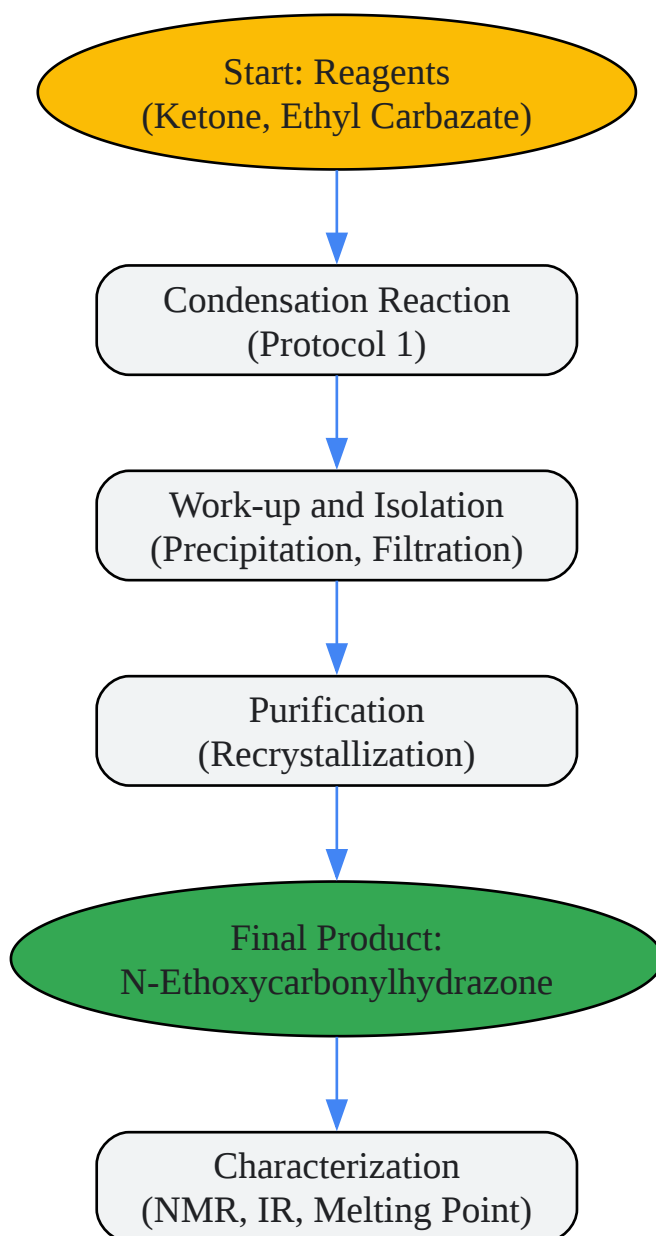 Start: Reagents
(Ketone, Ethyl Carbazate)
Condensation Reaction
(Protocol 1)
Work-up and Isolation
(Precipitation, Filtration)
Purification
(Recrystallization)
Final Product:
N-Ethoxycarbonylhydrazone
Characterization
(NMR, IR, Melting Point)